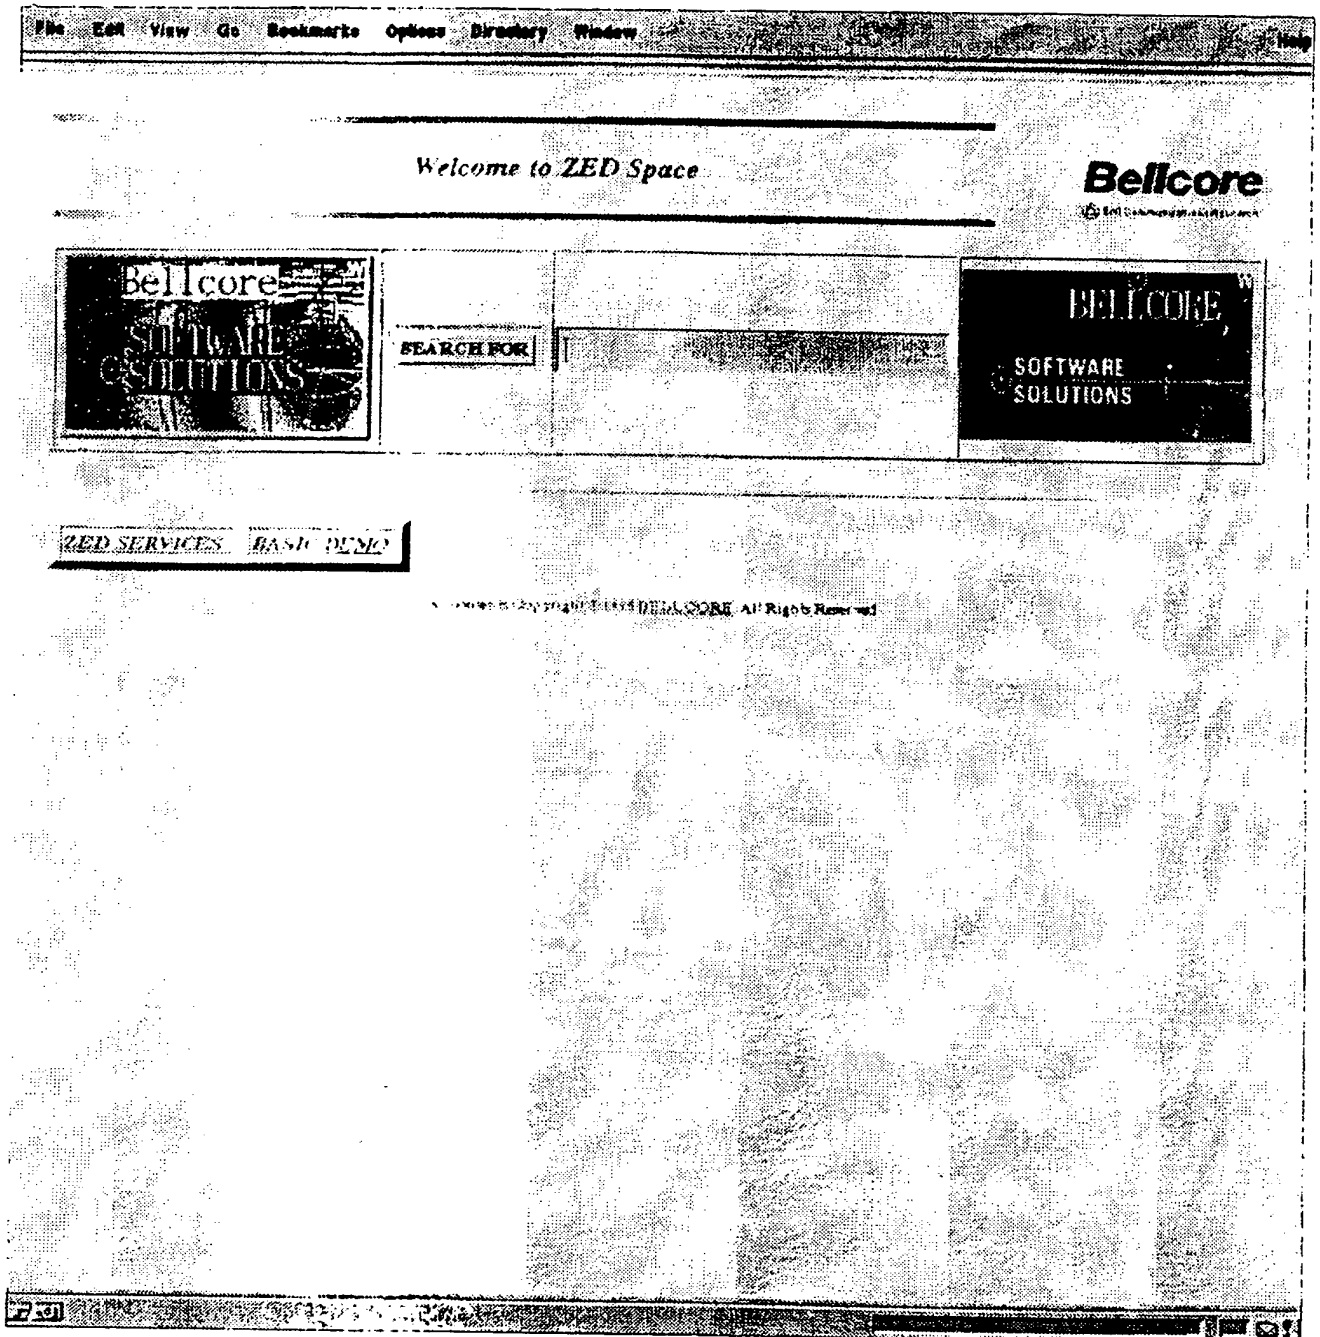 File Edit View Go Bookmarks Options Directory Window Help
Welcome to ZED Space
Bellcore
Bellcore
SOFTWARE
SOLUTIONS
SEARCH FOR
BELLCORE
SOFTWARE
SOLUTIONS
ZED SERVICES BASIC DEMO
Copyright BELLCORE All Rights Reserved